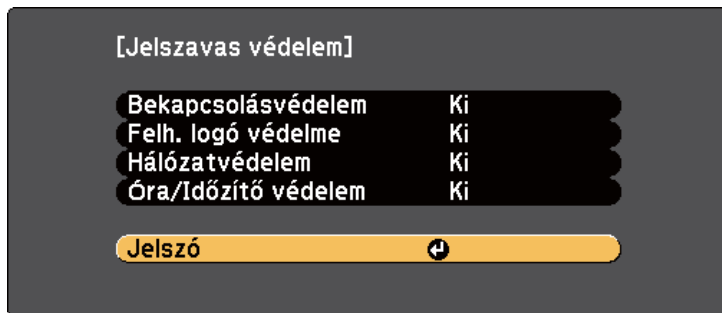 [Jelszavas védelem]
Bekapcsolásvédelem Ki
Felh. logó védelme Ki
Hálózatvédelem Ki
Óra/Időzítő védelem Ki
Jelszó